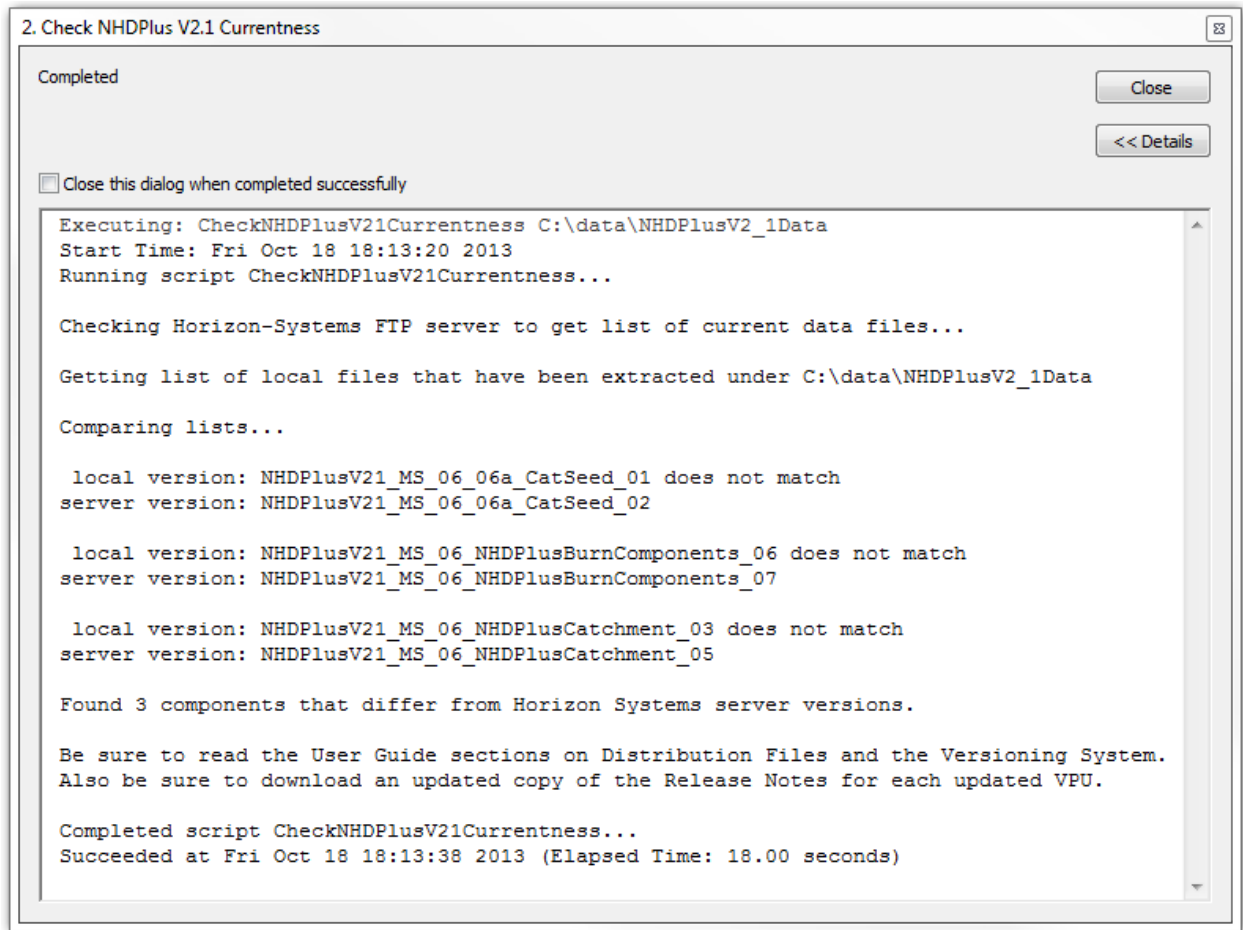 2. Check NHDPlus V2.1 Currentness
Completed
Close
<< Details
Close this dialog when completed successfully
Executing: CheckNHDPlusV21Currentness C:\data\NHDPlusV2_1Data
Start Time: Fri Oct 18 18:13:20 2013
Running script CheckNHDPlusV21Currentness...
Checking Horizon-Systems FTP server to get list of current data files...
Getting list of local files that have been extracted under C:\data\NHDPlusV2_1Data
Comparing lists...
local version: NHDPlusV21_MS_06_06a_CatSeed_01 does not match
server version: NHDPlusV21_MS_06_06a_CatSeed_02
local version: NHDPlusV21_MS_06_NHDPlusBurnComponents_06 does not match
server version: NHDPlusV21_MS_06_NHDPlusBurnComponents_07
local version: NHDPlusV21_MS_06_NHDPlusCatchment_03 does not match
server version: NHDPlusV21_MS_06_NHDPlusCatchment_05
Found 3 components that differ from Horizon Systems server versions.
Be sure to read the User Guide sections on Distribution Files and the Versioning System.
Also be sure to download an updated copy of the Release Notes for each updated VPU.
Completed script CheckNHDPlusV21Currentness...
Succeeded at Fri Oct 18 18:13:38 2013 (Elapsed Time: 18.00 seconds)